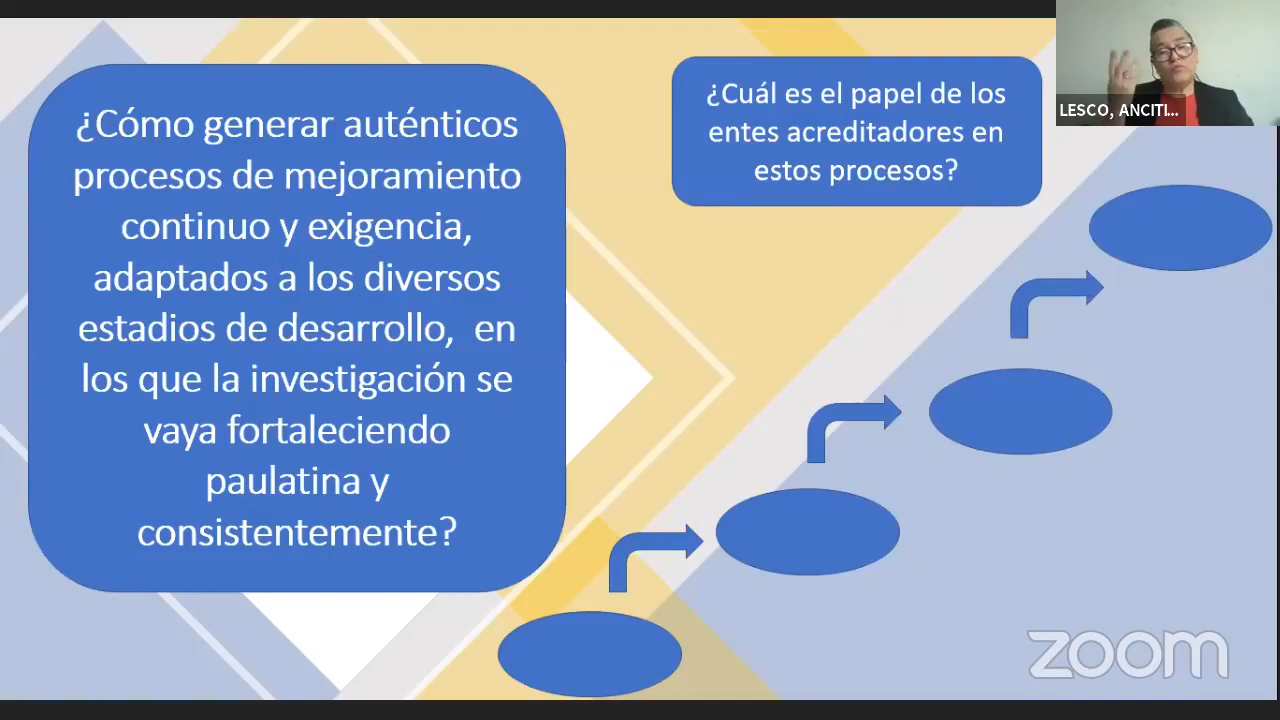 ¿Cómo generar auténticos
procesos de mejoramiento
continuo y exigencia,
adaptados a los diversos
estadios de desarrollo,  en
los que la investigación se
vaya fortaleciendo
paulatina y
consistentemente?
¿Cuál es el papel de los
entes acreditadores en
estos procesos?
LESCO, ANCITI...
zoom